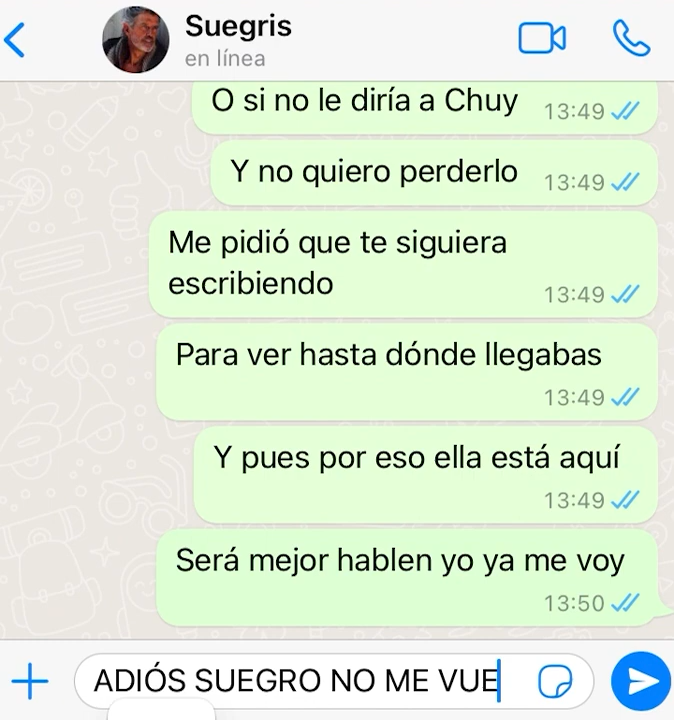 Suegris
en línea
O si no le diría a Chuy 13:49
Y no quiero perderlo 13:49
Me pidió que te siguiera
escribiendo 13:49
Para ver hasta dónde llegabas
13:49
Y pues por eso ella está aquí
13:49
Será mejor hablen yo ya me voy
13:50
ADIÓS SUEGRO NO ME VUE